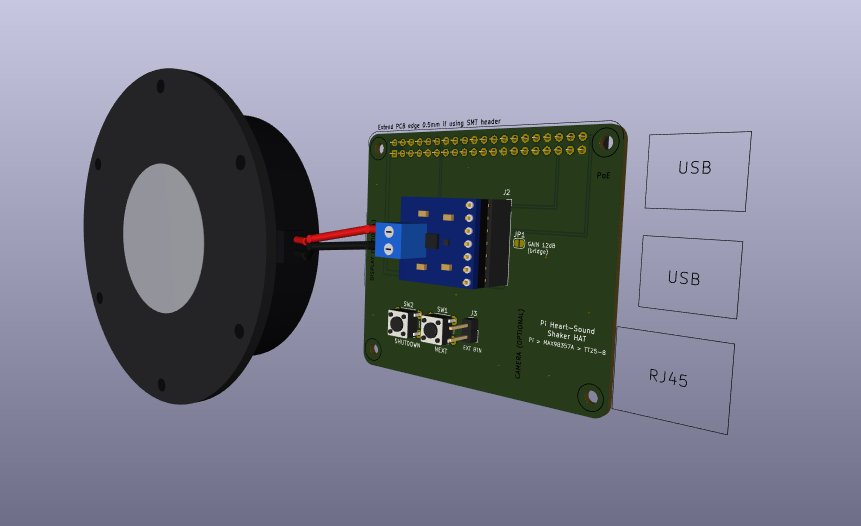 Extend PCB edge 0.5mm if using SMT header
PoE
USB
J2
JP1
GAIN 12dB
(bridge)
USB
SW2
SW1
J3
SHUTDOWN
NEXT
EXT BTN
CAMERA (OPTIONAL)
Pi Heart-Sound
Shaker HAT
Pi > MAX98357A > TT25-8
RJ45